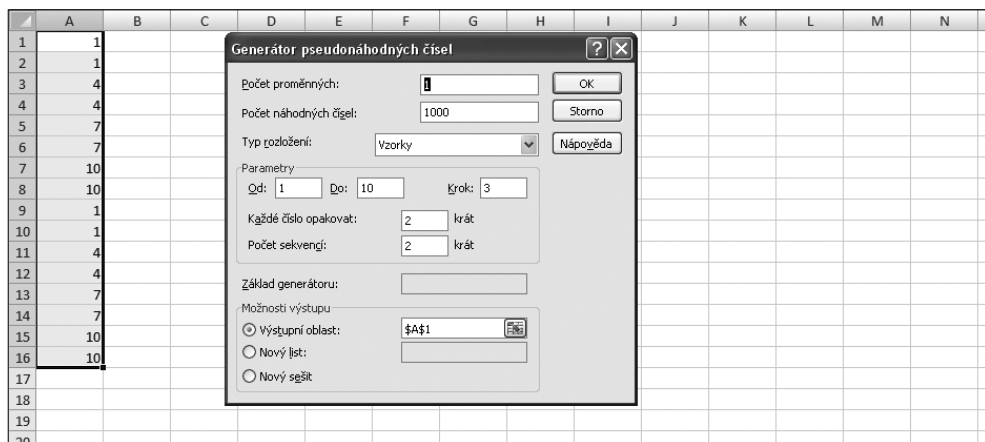 A B C D E F G H I J K L M N
1 1
2 1
3 4
4 4
5 7
6 7
7 10
8 10
9 1
10 1
11 4
12 4
13 7
14 7
15 10
16 10
17
18
19
20
Generátor pseudonáhodných čísel
Počet proměnných: 1 OK
Počet náhodných čísel: 1000 Storno
Typ rozložení: Vzorky Nápověda
Parametry
Od: 1 Do: 10 Krok: 3
Každé číslo opakovat: 2 krát
Počet sekvencí: 2 krát
Základ generátoru:
Možnosti výstupu
Výstupní oblast: $A$1
Nový list:
Nový sešit